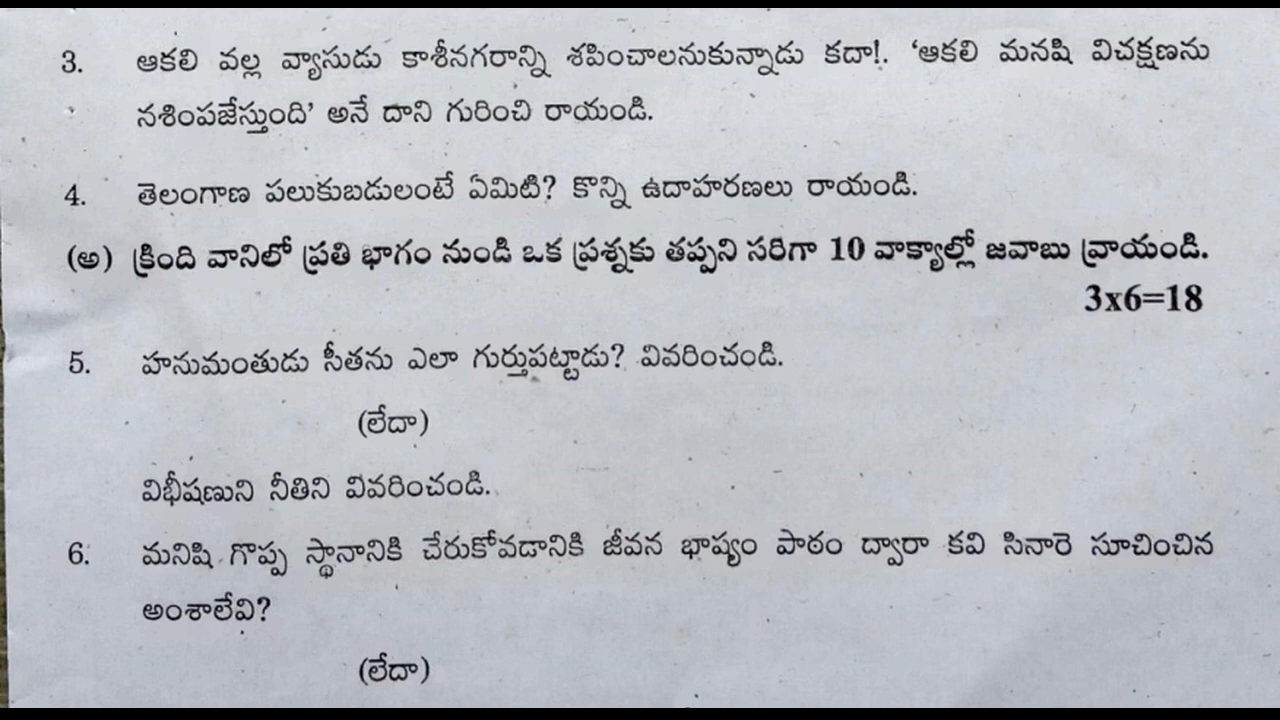 3. ఆకలి వల్ల వ్యాసుడు కాశీనగరాన్ని శపించాలనుకున్నాడు కదా!. ‘ఆకలి మనషి విచక్షణను
నశింపజేస్తుంది’ అనే దాని గురించి రాయండి.
4. తెలంగాణ పలుకుబడులంటే ఏమిటి? కొన్ని ఉదాహరణలు రాయండి.
(అ) క్రింది వానిలో ప్రతి భాగం నుండి ఒక ప్రశ్నకు తప్పని సరిగా 10 వాక్యాల్లో జవాబు వ్రాయండి.
3x6=18
5. హనుమంతుడు సీతను ఎలా గుర్తుపట్టాడు? వివరించండి.
(లేదా)
విభీషణుని నీతిని వివరించండి.
6. మనిషి గొప్ప స్థానానికి చేరుకోవడానికి జీవన భాష్యం పాఠం ద్వారా కవి సినారె సూచించిన
అంశాలేవి?
(లేదా)